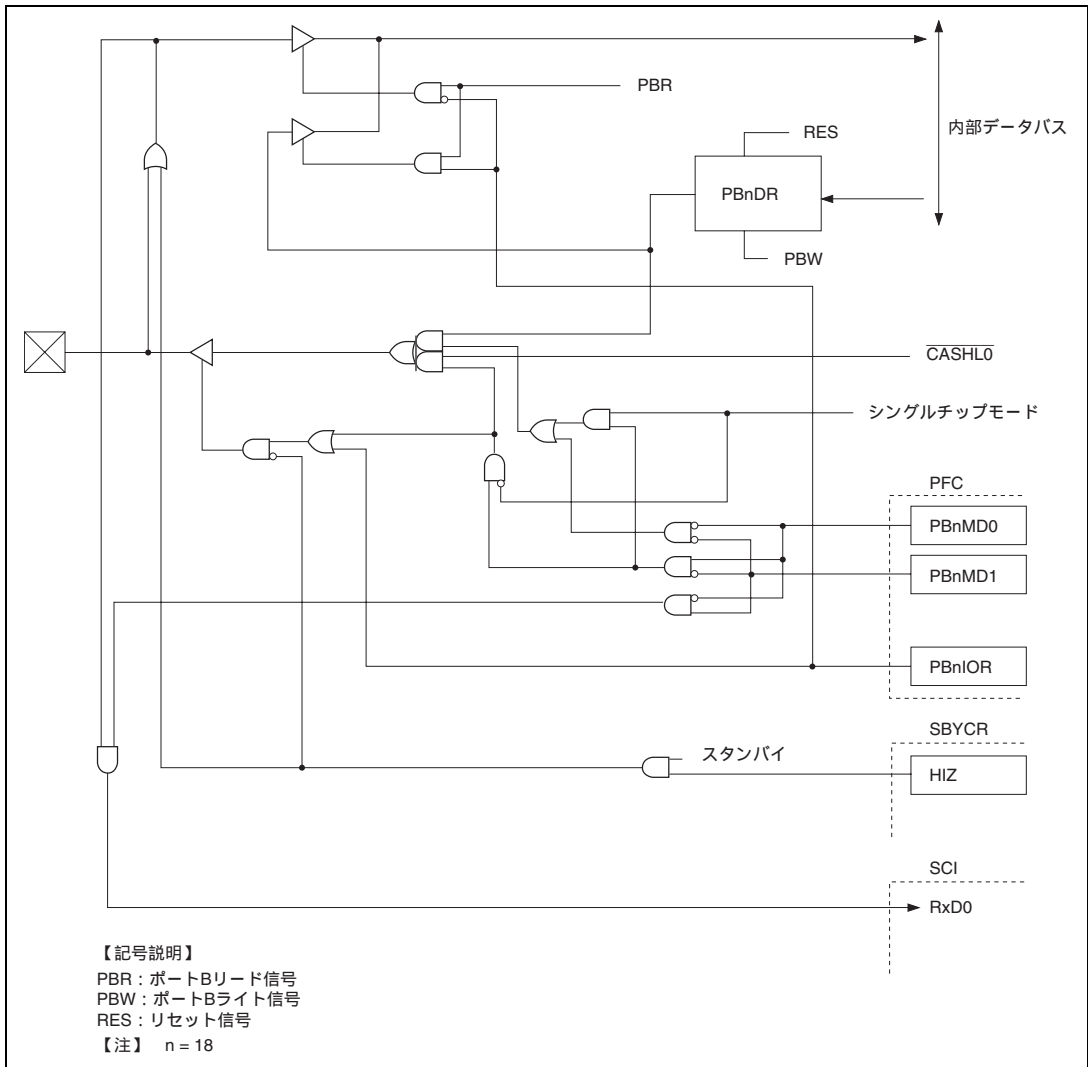 PBR
RES
内部データバス
PBnDR
PBW
CASHL0
シングルチップモード
PFC
PBnMD0
PBnMD1
PBnIOR
SBYCR
スタンバイ
HIZ
SCI
RxD0
【記号説明】
PBR：ポートBリード信号
PBW：ポートBライト信号
RES：リセット信号
【注】 n = 18